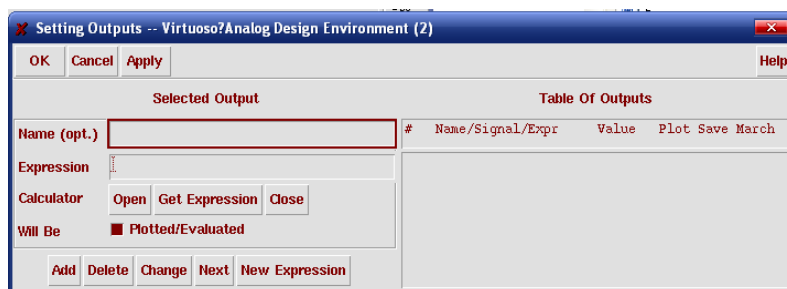 Setting Outputs -- Virtuoso?Analog Design Environment (2)
OK Cancel Apply Help
Selected Output
Name (opt.)
Expression
Calculator Open Get Expression Close
Will Be Plotted/Evaluated
Add Delete Change Next New Expression
Table Of Outputs
# Name/Signal/Expr Value Plot Save March